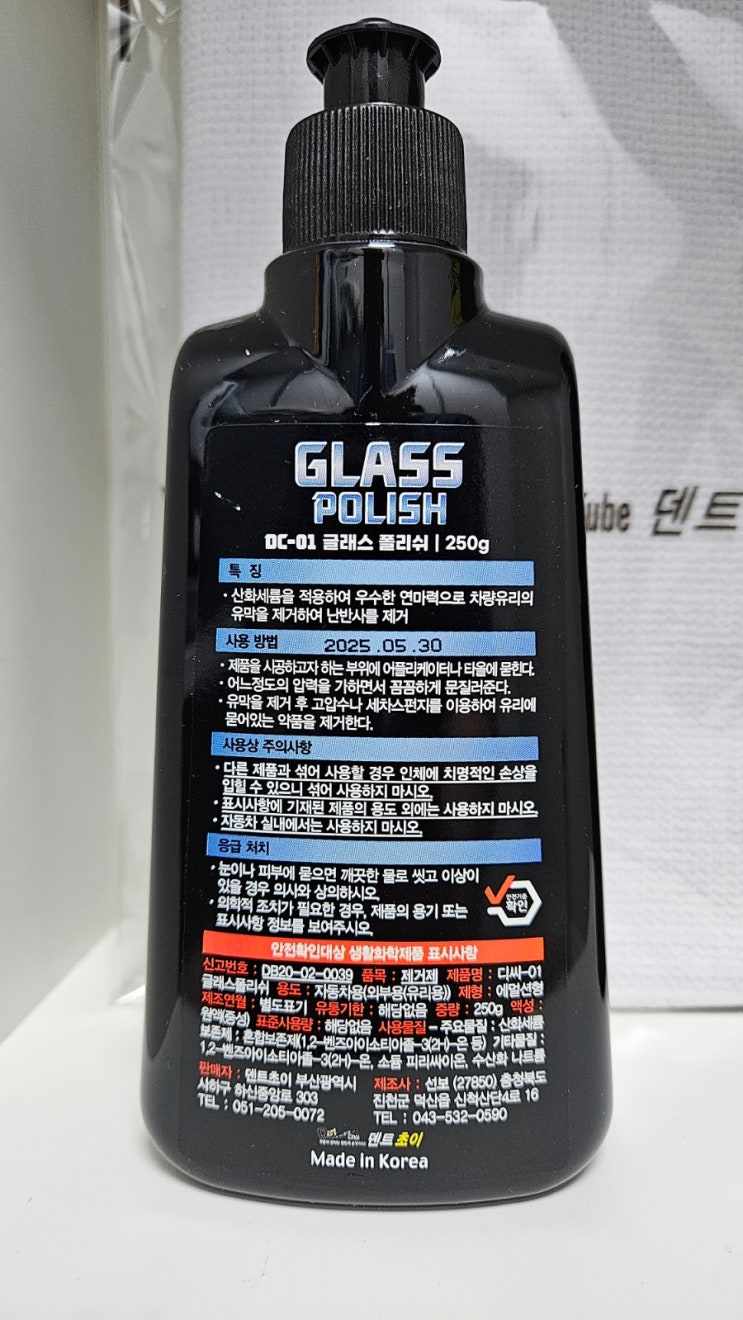 GLASS
POLISH
DC-01 글래스 폴리쉬 | 250g
특 징
· 산화세륨을 적용하여 우수한 연마력으로 차량유리의
유막을 제거하여 난반사를 제거
사용 방법 2025.05.30
· 제품을 시공하고자 하는 부위에 어플리케이터나 타올에 묻힌다.
· 어느정도의 압력을 가하면서 꼼꼼하게 문질러준다.
· 유막을 제거 후 고압수나 세차스펀지를 이용하여 유리에
묻어있는 약품을 제거한다.
사용상 주의사항
· 다른 제품과 섞어 사용할 경우 인체에 치명적인 손상을
입힐 수 있으니 섞어 사용하지 마시오.
· 표시사항에 기재된 제품의 용도 외에는 사용하지 마시오.
· 자동차 실내에서는 사용하지 마시오.
응급 처치
· 눈이나 피부에 묻으면 깨끗한 물로 씻고 이상이
있을 경우 의사와 상의하시오.
· 의학적 조치가 필요한 경우, 제품의 용기 또는
표시사항 정보를 보여주시오.
안전기준
확인
안전확인대상 생활화학제품 표시사항
신고번호 : DB20-02-0039 품목 : 제거제 제품명 : 디싸-01
글래스폴리쉬 용도 : 자동차용(외부용(유리용)) 제형 : 에멀션형
제조연월 : 별도표기 유통기한 : 해당없음 중량 : 250g 액성 :
원액(중성) 표준사용량 : 해당없음 사용물질 - 주요물질 : 산화세륨
보존제 : 혼합보존제(1,2-벤즈아이소티아졸-3(2H)-온 등) 기타물질 :
1,2-벤즈아이소티아졸-3(2H)-온, 소듐 피리싸이온, 수산화 나트륨
판매자 : 덴트초이 부산광역시
서하구 하신중앙로 303
TEL : 051-205-0072
제조사 : 선보 (27850) 충청북도
진천군 덕산읍 신척산단4로 16
TEL : 043-532-0590
덴트초이
Made in Korea
Tube 덴트